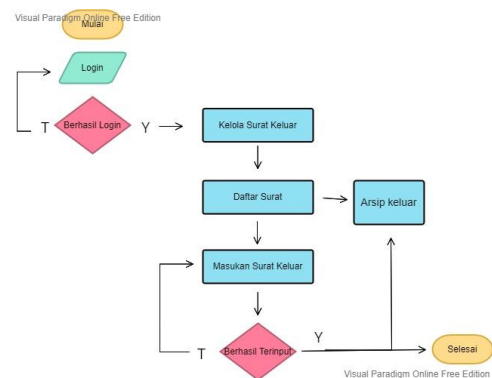 Visual Paradigm Online Free Edition
Mulai
Login
T
Berhasil Login
Y
Kelola Surat Keluar
Daftar Surat
Arsip keluar
Masukan Surat Keluar
T
Berhasil Terinput
Y
Selesai
Visual Paradigm Online Free Edition